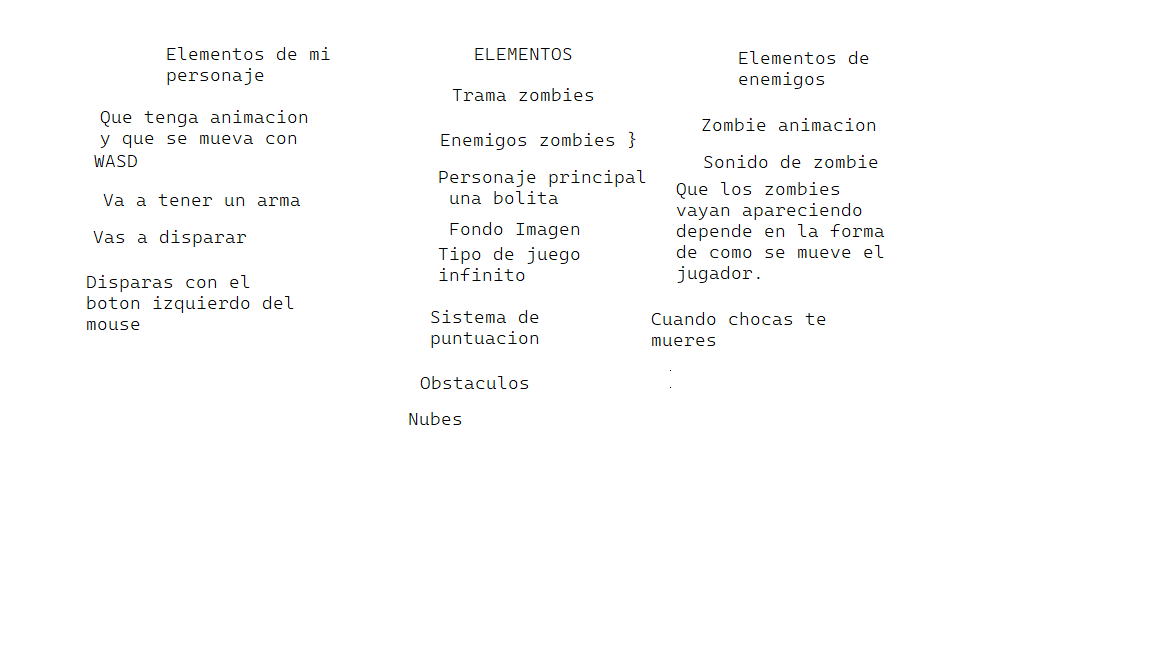 Elementos de mi
personaje
Que tenga animacion
y que se mueva con
WASD
Va a tener un arma
Vas a disparar
Disparas con el
boton izquierdo del
mouse
ELEMENTOS
Trama zombies
Enemigos zombies }
Personaje principal
una bolita
Fondo Imagen
Tipo de juego
infinito
Sistema de
puntuacion
Obstaculos
Nubes
Elementos de
enemigos
Zombie animacion
Sonido de zombie
Que los zombies
vayan apareciendo
depende en la forma
de como se mueve el
jugador.
Cuando chocas te
mueres
.
.